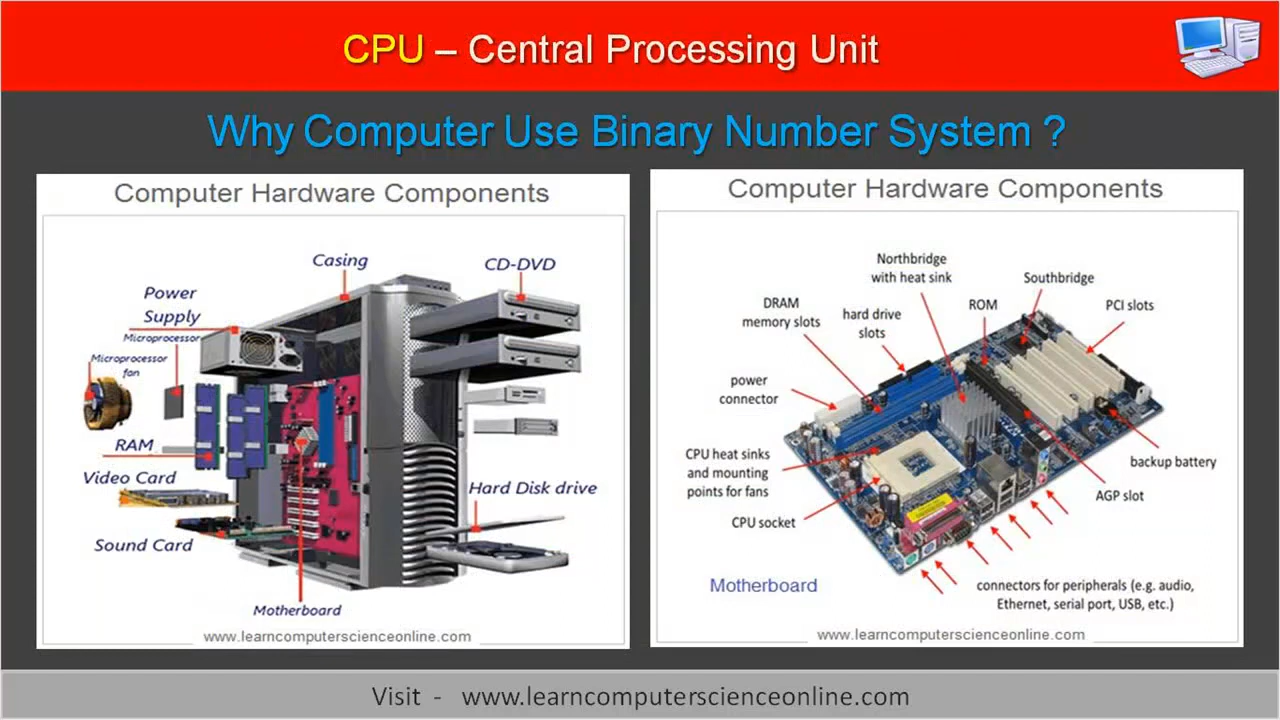 CPU – Central Processing Unit
Why Computer Use Binary Number System ?
Computer Hardware Components
Casing
CD-DVD
Power
Supply
Microprocessor
Microprocessor
fan
RAM
Video Card
Hard Disk drive
Sound Card
Motherboard
www.learncomputerscienceonline.com
Computer Hardware Components
Northbridge
with heat sink
Southbridge
DRAM
memory slots
hard drive
slots
ROM
PCI slots
power
connector
CPU heat sinks
and mounting
points for fans
backup battery
AGP slot
CPU socket
Motherboard
connectors for peripherals (e.g. audio,
Ethernet, serial port, USB, etc.)
www.learncomputerscienceonline.com
Visit - www.learncomputerscienceonline.com